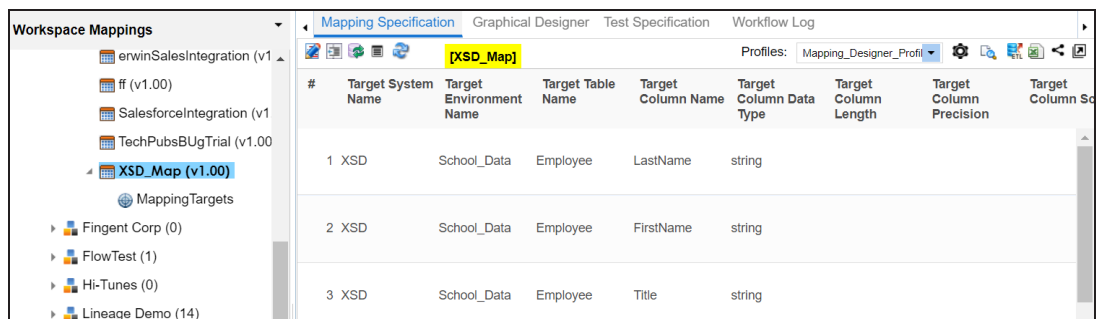 Workspace Mappings
erwinSalesIntegration (v1
ff (v1.00)
SalesforceIntegration (v1
TechPubsBUgTrial (v1.00
XSD_Map (v1.00)
MappingTargets
Fingent Corp (0)
FlowTest (1)
Hi-Tunes (0)
Lineage Demo (14)
Mapping Specification Graphical Designer Test Specification Workflow Log
[XSD_Map] Profiles: Mapping_Designer_Profil
# Target System Target Target Table Target Target Target Target Target
Name Environment Name Column Name Column Data Column Column Column Sc
Name Type Length Precision
1 XSD School_Data Employee LastName string
2 XSD School_Data Employee FirstName string
3 XSD School_Data Employee Title string